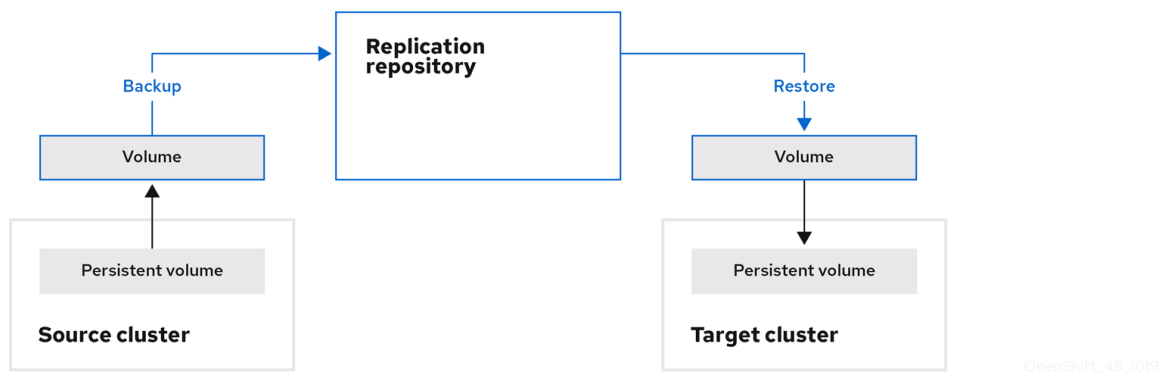 Replication
repository
Backup
Restore
Volume
Volume
Persistent volume
Persistent volume
Source cluster
Target cluster
OpenShift_45_1019